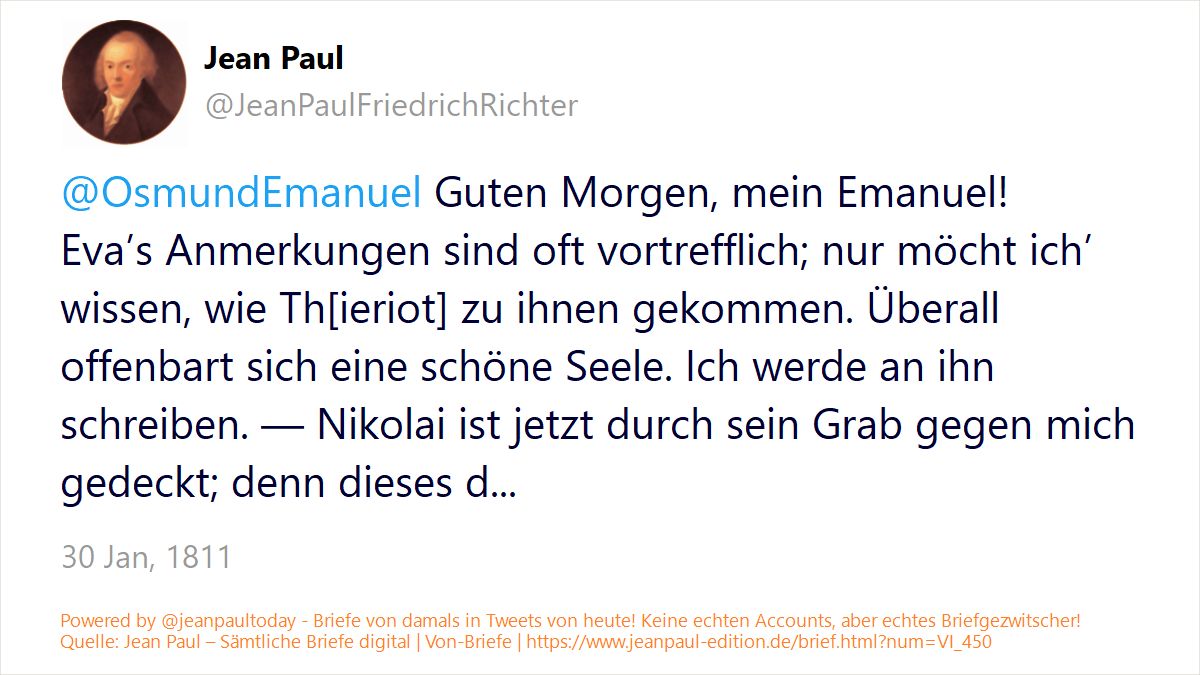 Jean Paul
@JeanPaulFriedrichRichter
@OsmundEmanuel Guten Morgen, mein Emanuel!
Eva’s Anmerkungen sind oft vortrefflich; nur möcht ich’
wissen, wie Th[ieriot] zu ihnen gekommen. Überall
offenbart sich eine schöne Seele. Ich werde an ihn
schreiben. — Nikolai ist jetzt durch sein Grab gegen mich
gedeckt; denn dieses d...
30 Jan, 1811
Powered by @jeanpaultoday - Briefe von damals in Tweets von heute! Keine echten Accounts, aber echtes Briefgezwitscher!
Quelle: Jean Paul – Sämtliche Briefe digital | Von-Briefe | https://www.jeanpaul-edition.de/brief.html?num=VI_450